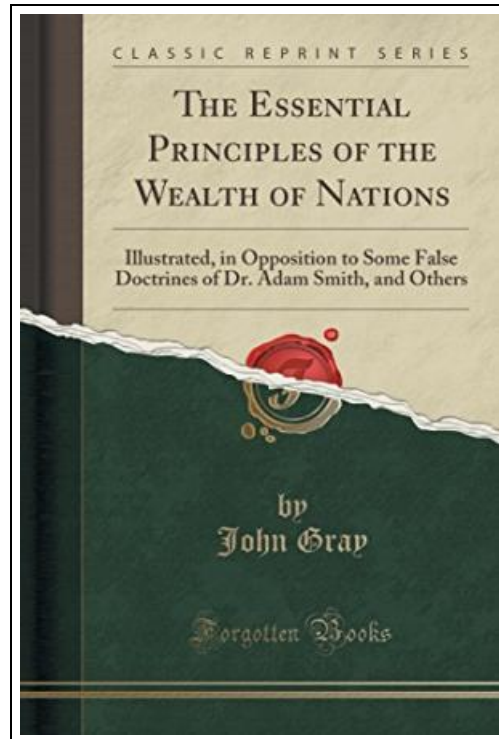 CLASSIC REPRINT SERIES
THE ESSENTIAL
PRINCIPLES OF THE
WEALTH OF NATIONS
Illustrated, in Opposition to Some False
Doctrines of Dr. Adam Smith, and Others
by
John Gray
Forgotten Books